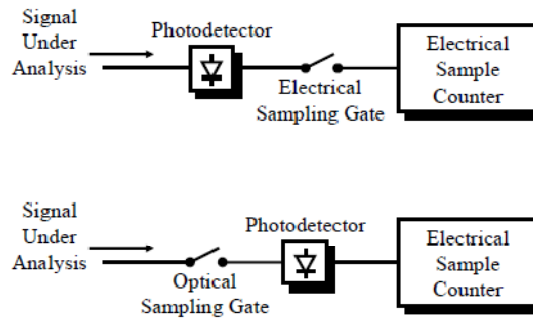 Signal
Under
Analysis
Photodetector
Electrical
Sampling Gate
Electrical
Sample
Counter
Signal
Under
Analysis
Optical
Sampling Gate
Photodetector
Electrical
Sample
Counter